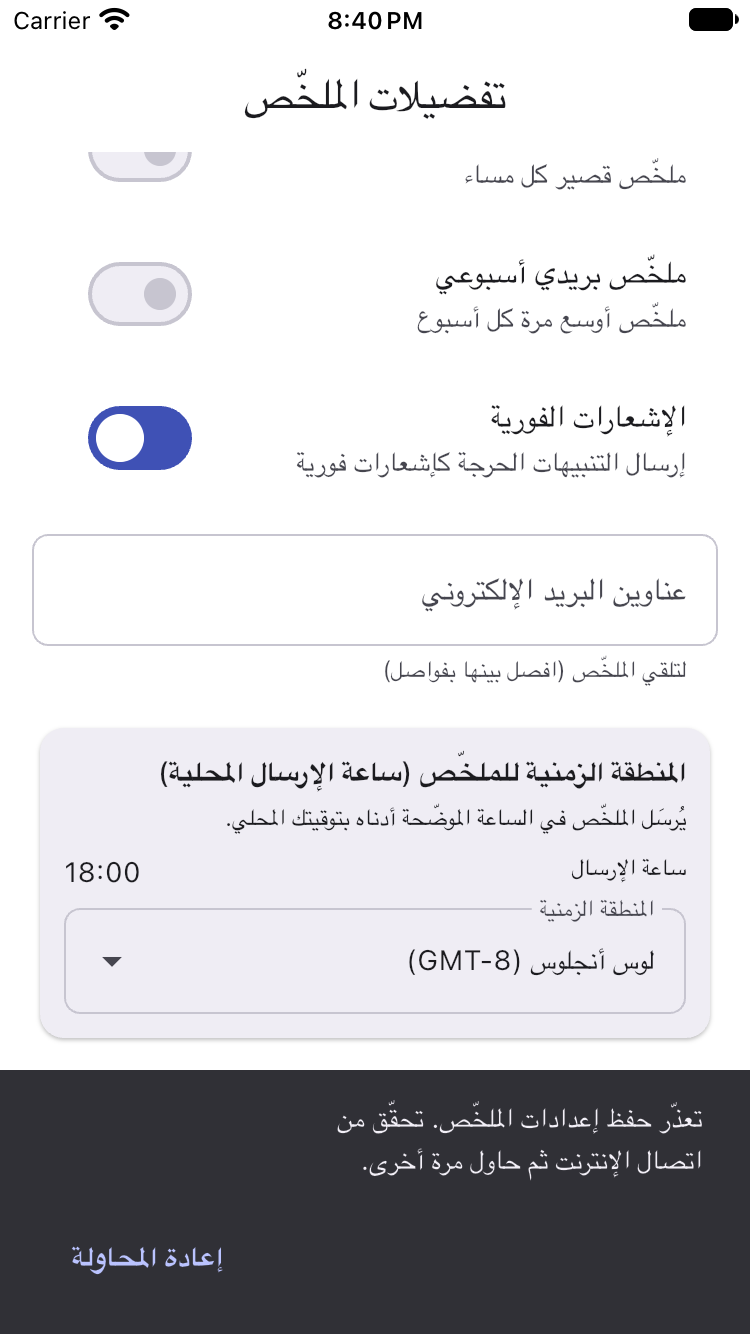 Carrier 8:40 PM
تفضيلات الملخّص
ملخّص قصير كل مساء
ملخّص بريدي أسبوعي
ملخّص أوسع مرة كل أسبوع
الإشعارات الفورية
إرسال التنبيهات الحرجة كإشعارات فورية
عناوين البريد الإلكتروني
لتلقي الملخّص (افصل بينها بفواصل)
المنطقة الزمنية للملخّص (ساعة الإرسال المحلية)
يُرسَل الملخّص في الساعة الموضّحة أدناه بتوقيتك المحلي.
ساعة الإرسال 18:00
المنطقة الزمنية
لوس أنجلوس (GMT-8)
تعذّر حفظ إعدادات الملخّص. تحقّق من
اتصال الإنترنت ثم حاول مرة أخرى.
إعادة المحاولة